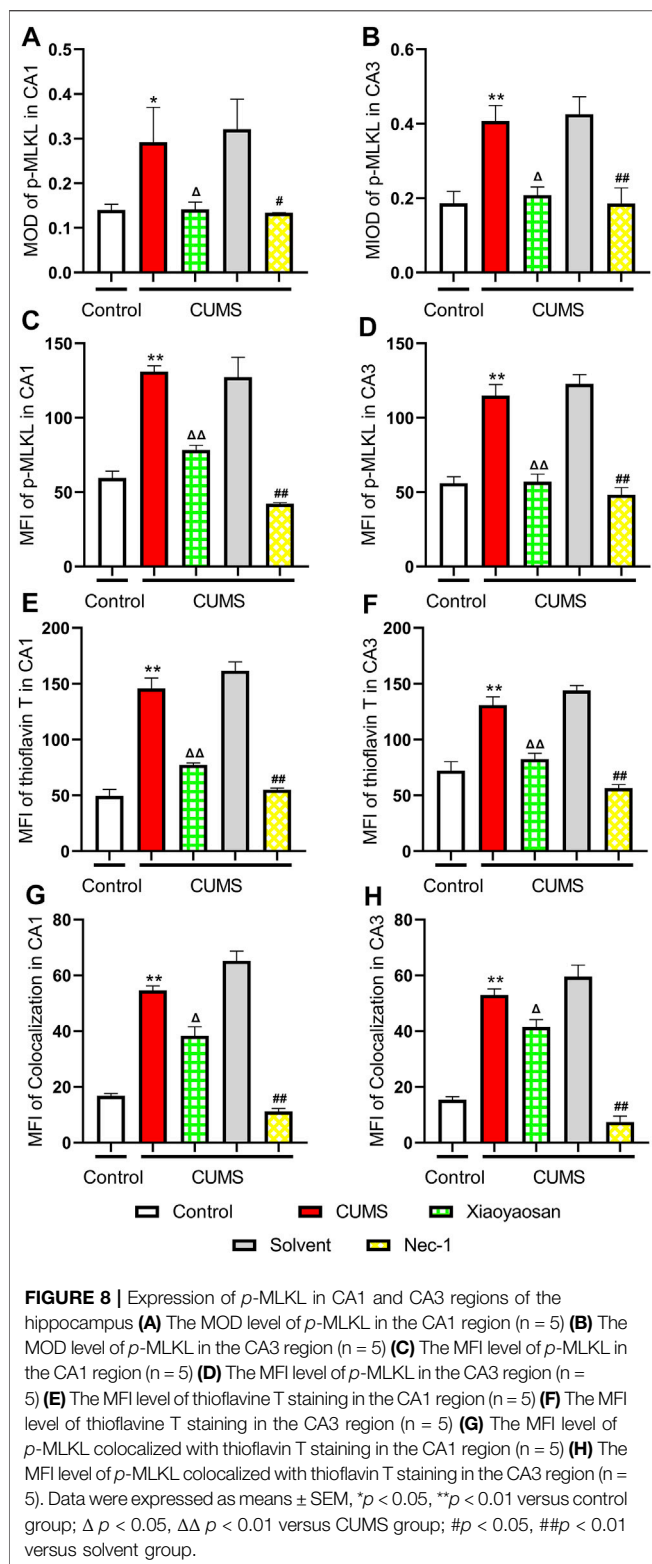 A
B
MOD of p-MLKL in CA1
0.5
0.4
0.3
0.2
0.1
0.0
*
Δ
#
Control
CUMS
MIOD of p-MLKL in CA3
0.6
0.4
0.2
0.0
**
Δ
##
Control
CUMS
C
D
MFI of p-MLKL in CA1
150
100
50
0
**
ΔΔ
##
Control
CUMS
MFI of p-MLKL in CA3
150
100
50
0
**
ΔΔ
##
Control
CUMS
E
F
MFI of thioflavin T in CA1
200
150
100
50
0
**
ΔΔ
##
Control
CUMS
MFI of thioflavin T in CA3
200
150
100
50
0
**
ΔΔ
##
Control
CUMS
G
H
MFI of Colocalization in CA1
80
60
40
20
0
**
Δ
##
Control
CUMS
MFI of Colocalization in CA3
80
60
40
20
0
**
Δ
##
Control
CUMS
Control CUMS Xiaoyaosan
Solvent Nec-1
FIGURE 8 | Expression of p-MLKL in CA1 and CA3 regions of the
hippocampus (A) The MOD level of p-MLKL in the CA1 region (n = 5) (B) The
MOD level of p-MLKL in the CA3 region (n = 5) (C) The MFI level of p-MLKL in
the CA1 region (n = 5) (D) The MFI level of p-MLKL in the CA3 region (n =
5) (E) The MFI level of thioflavine T staining in the CA1 region (n = 5) (F) The MFI
level of thioflavine T staining in the CA3 region (n = 5) (G) The MFI level of
p-MLKL colocalized with thioflavin T staining in the CA1 region (n = 5) (H) The
MFI level of p-MLKL colocalized with thioflavin T staining in the CA3 region (n =
5). Data were expressed as means ± SEM, *p < 0.05, **p < 0.01 versus control
group; Δ p < 0.05, ΔΔ p < 0.01 versus CUMS group; #p < 0.05, ##p < 0.01
versus solvent group.